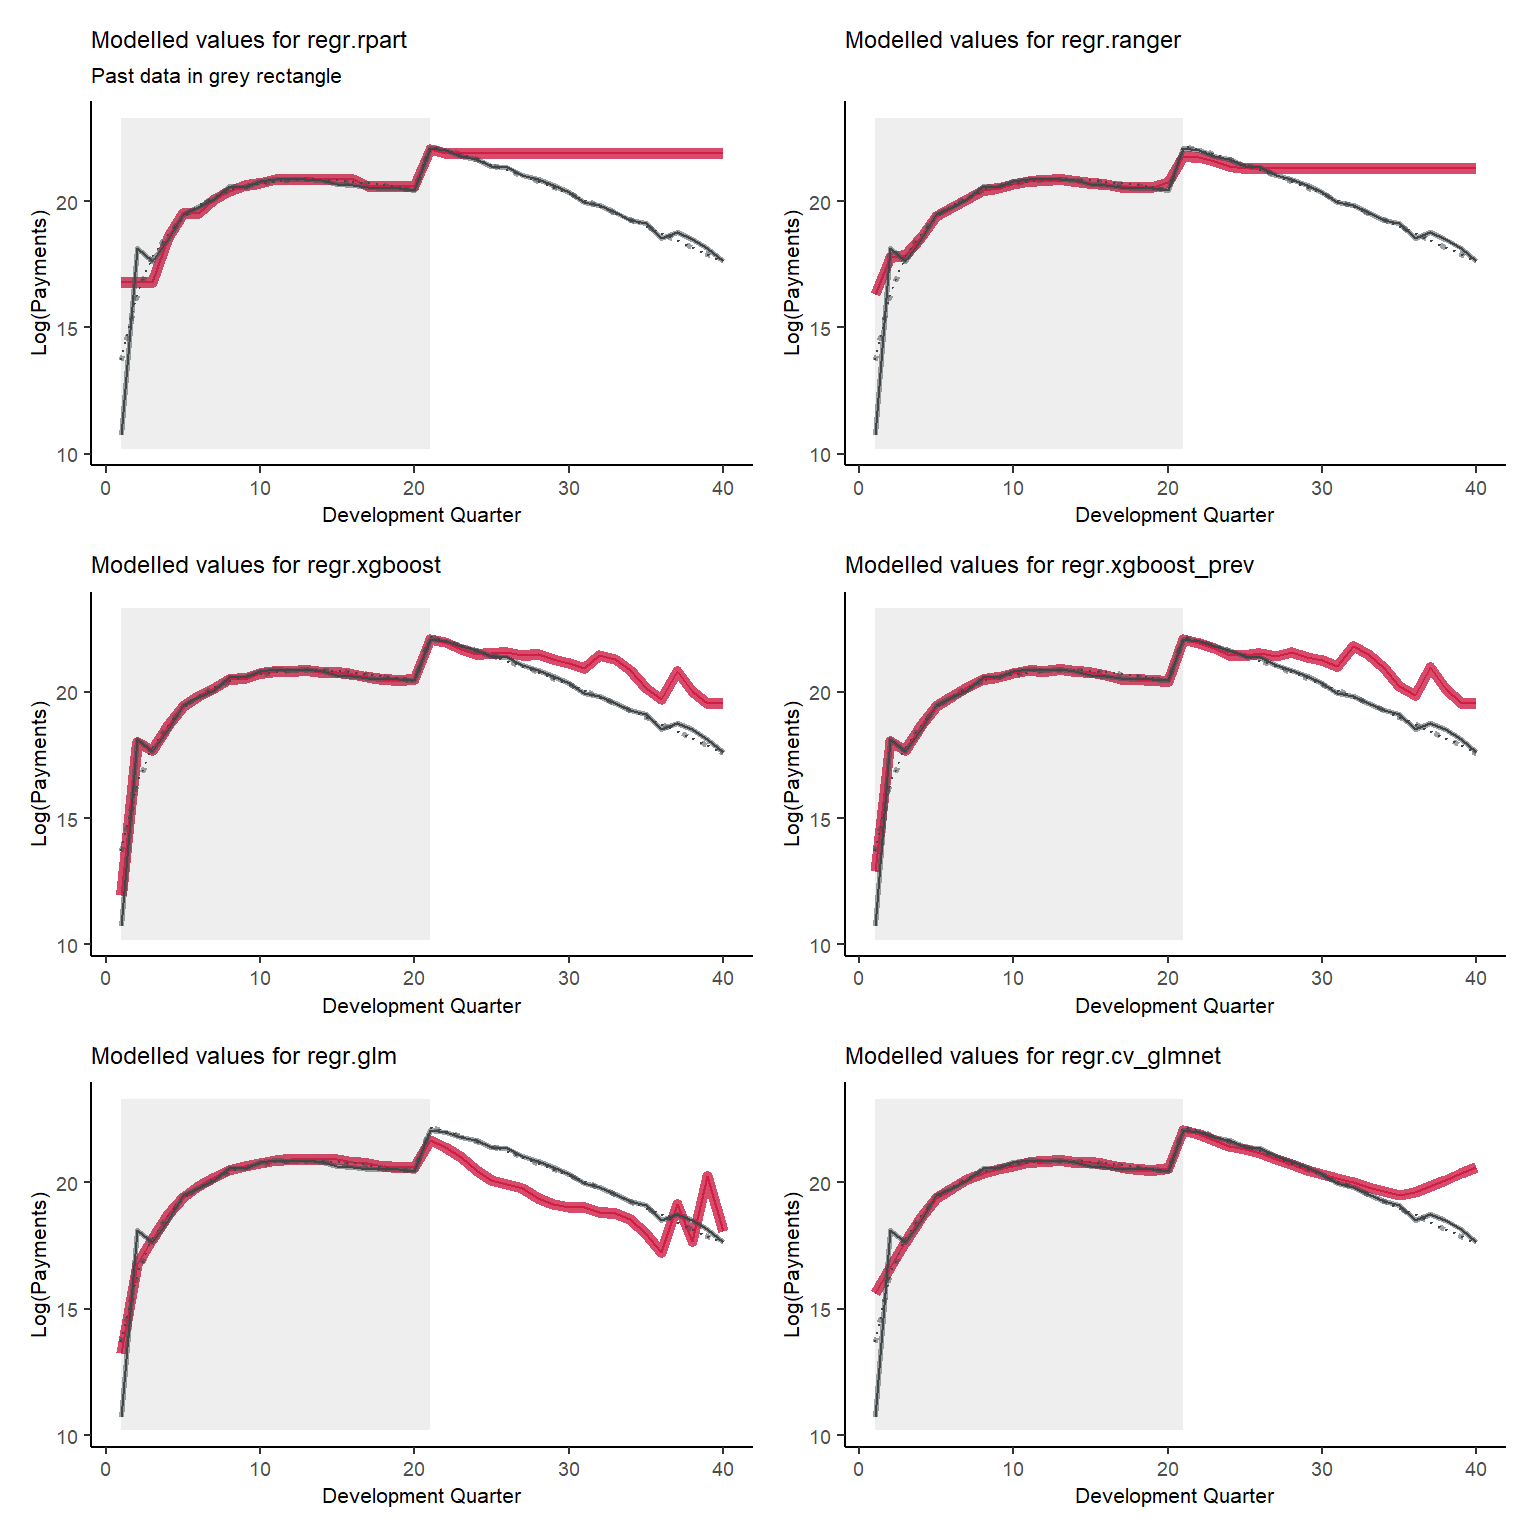 Modelled values for regr.rpart
Past data in grey rectangle
Log(Payments)
20
15
10
0 10 20 30 40
Development Quarter
Modelled values for regr.ranger
Log(Payments)
20
15
10
0 10 20 30 40
Development Quarter
Modelled values for regr.xgboost
Log(Payments)
20
15
10
0 10 20 30 40
Development Quarter
Modelled values for regr.xgboost_prev
Log(Payments)
20
15
10
0 10 20 30 40
Development Quarter
Modelled values for regr.glm
Log(Payments)
20
15
10
0 10 20 30 40
Development Quarter
Modelled values for regr.cv_glmnet
Log(Payments)
20
15
10
0 10 20 30 40
Development Quarter